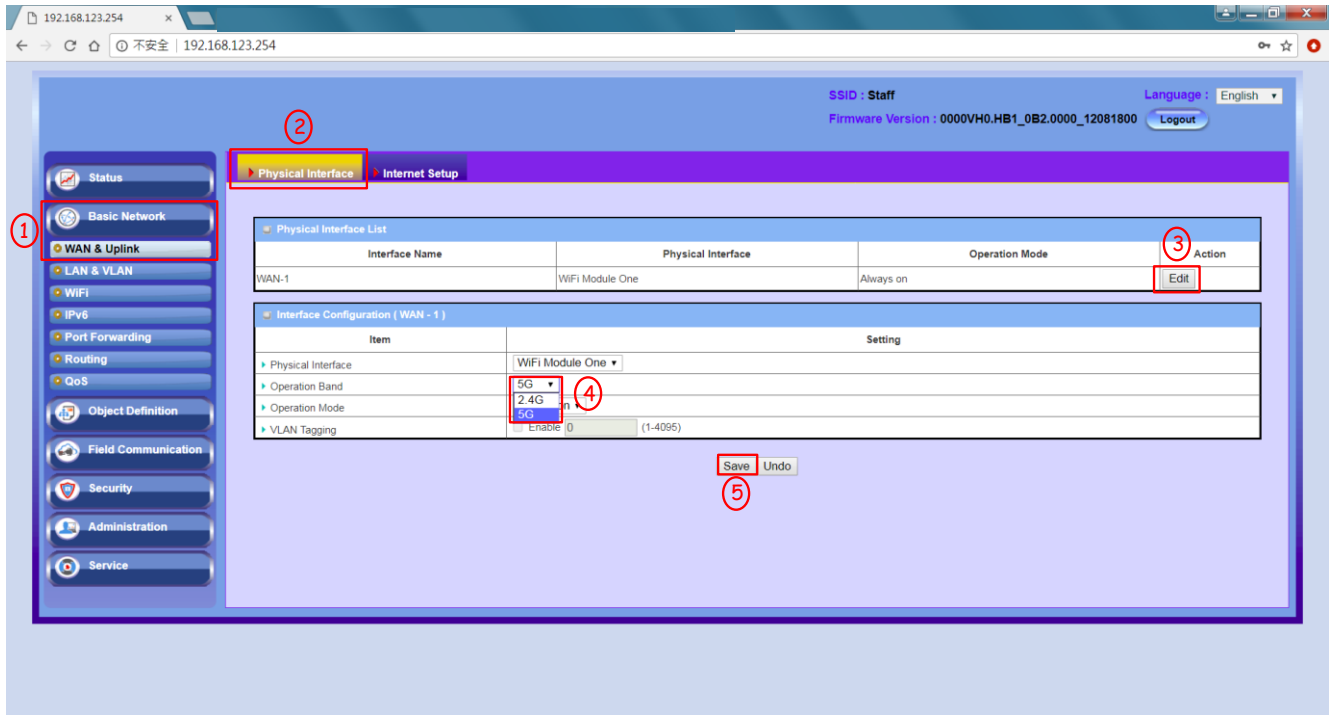 192.168.123.254
不安全 | 192.168.123.254
SSID : Staff
Language : English
Firmware Version : 0000VH0.HB1_0B2.0000_12081800
Logout
2
Physical Interface Internet Setup
Status
1
Basic Network
WAN & Uplink
LAN & VLAN
WiFi
IPv6
Port Forwarding
Routing
QoS
Object Definition
Field Communication
Security
Administration
Service
Physical Interface List
3
Interface Name Physical Interface Operation Mode Action
WAN-1 WiFi Module One Always on Edit
Interface Configuration ( WAN - 1 )
Item Setting
Physical Interface WiFi Module One
Operation Band 5G
2.4G
5G
4
Operation Mode on
VLAN Tagging Enable 0 (1-4095)
Save Undo
5